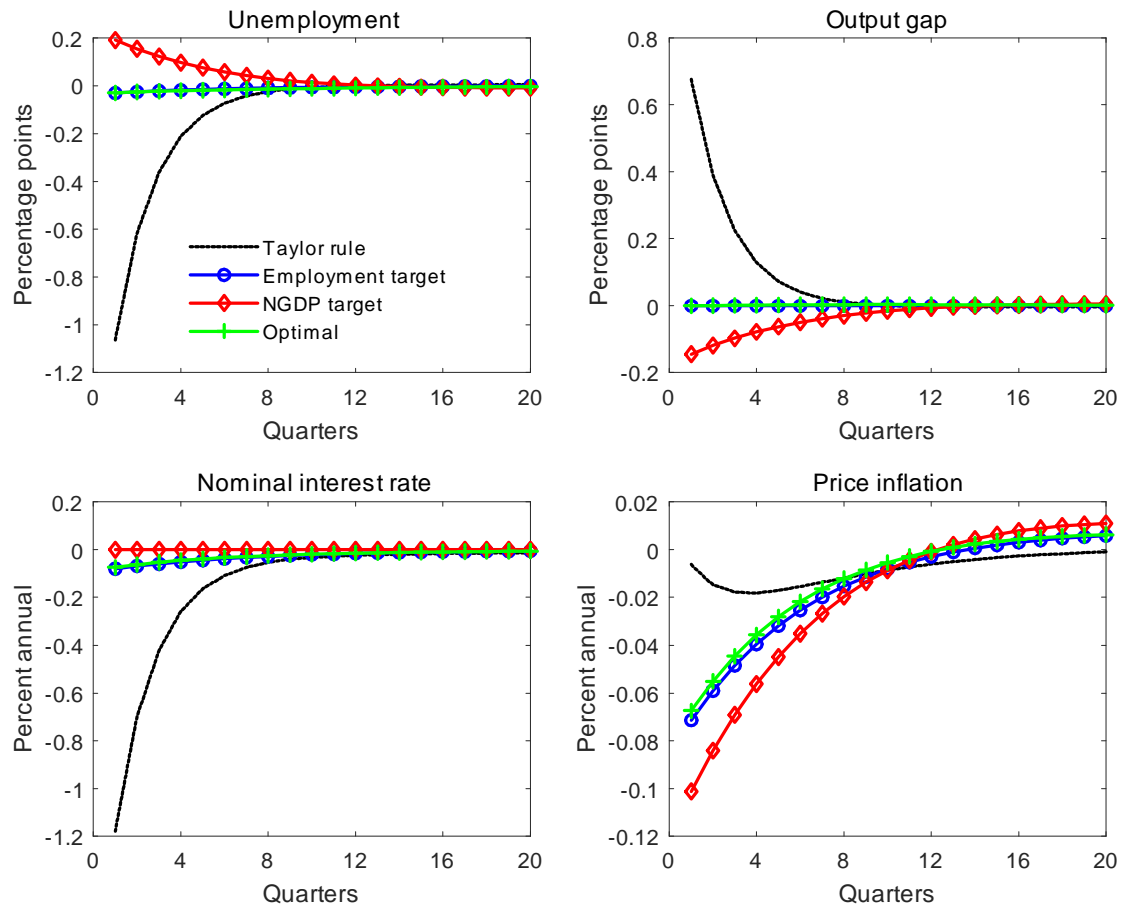 Unemployment
0.2
0
-0.2
-0.4
-0.6
-0.8
-1
-1.2
Percentage points
Taylor rule
Employment target
NGDP target
Optimal
0 4 8 12 16 20
Quarters
Output gap
0.8
0.6
0.4
0.2
0
-0.2
Percentage points
0 4 8 12 16 20
Quarters
Nominal interest rate
0.2
0
-0.2
-0.4
-0.6
-0.8
-1
-1.2
Percent annual
0 4 8 12 16 20
Quarters
Price inflation
0.02
0
-0.02
-0.04
-0.06
-0.08
-0.1
-0.12
Percent annual
0 4 8 12 16 20
Quarters